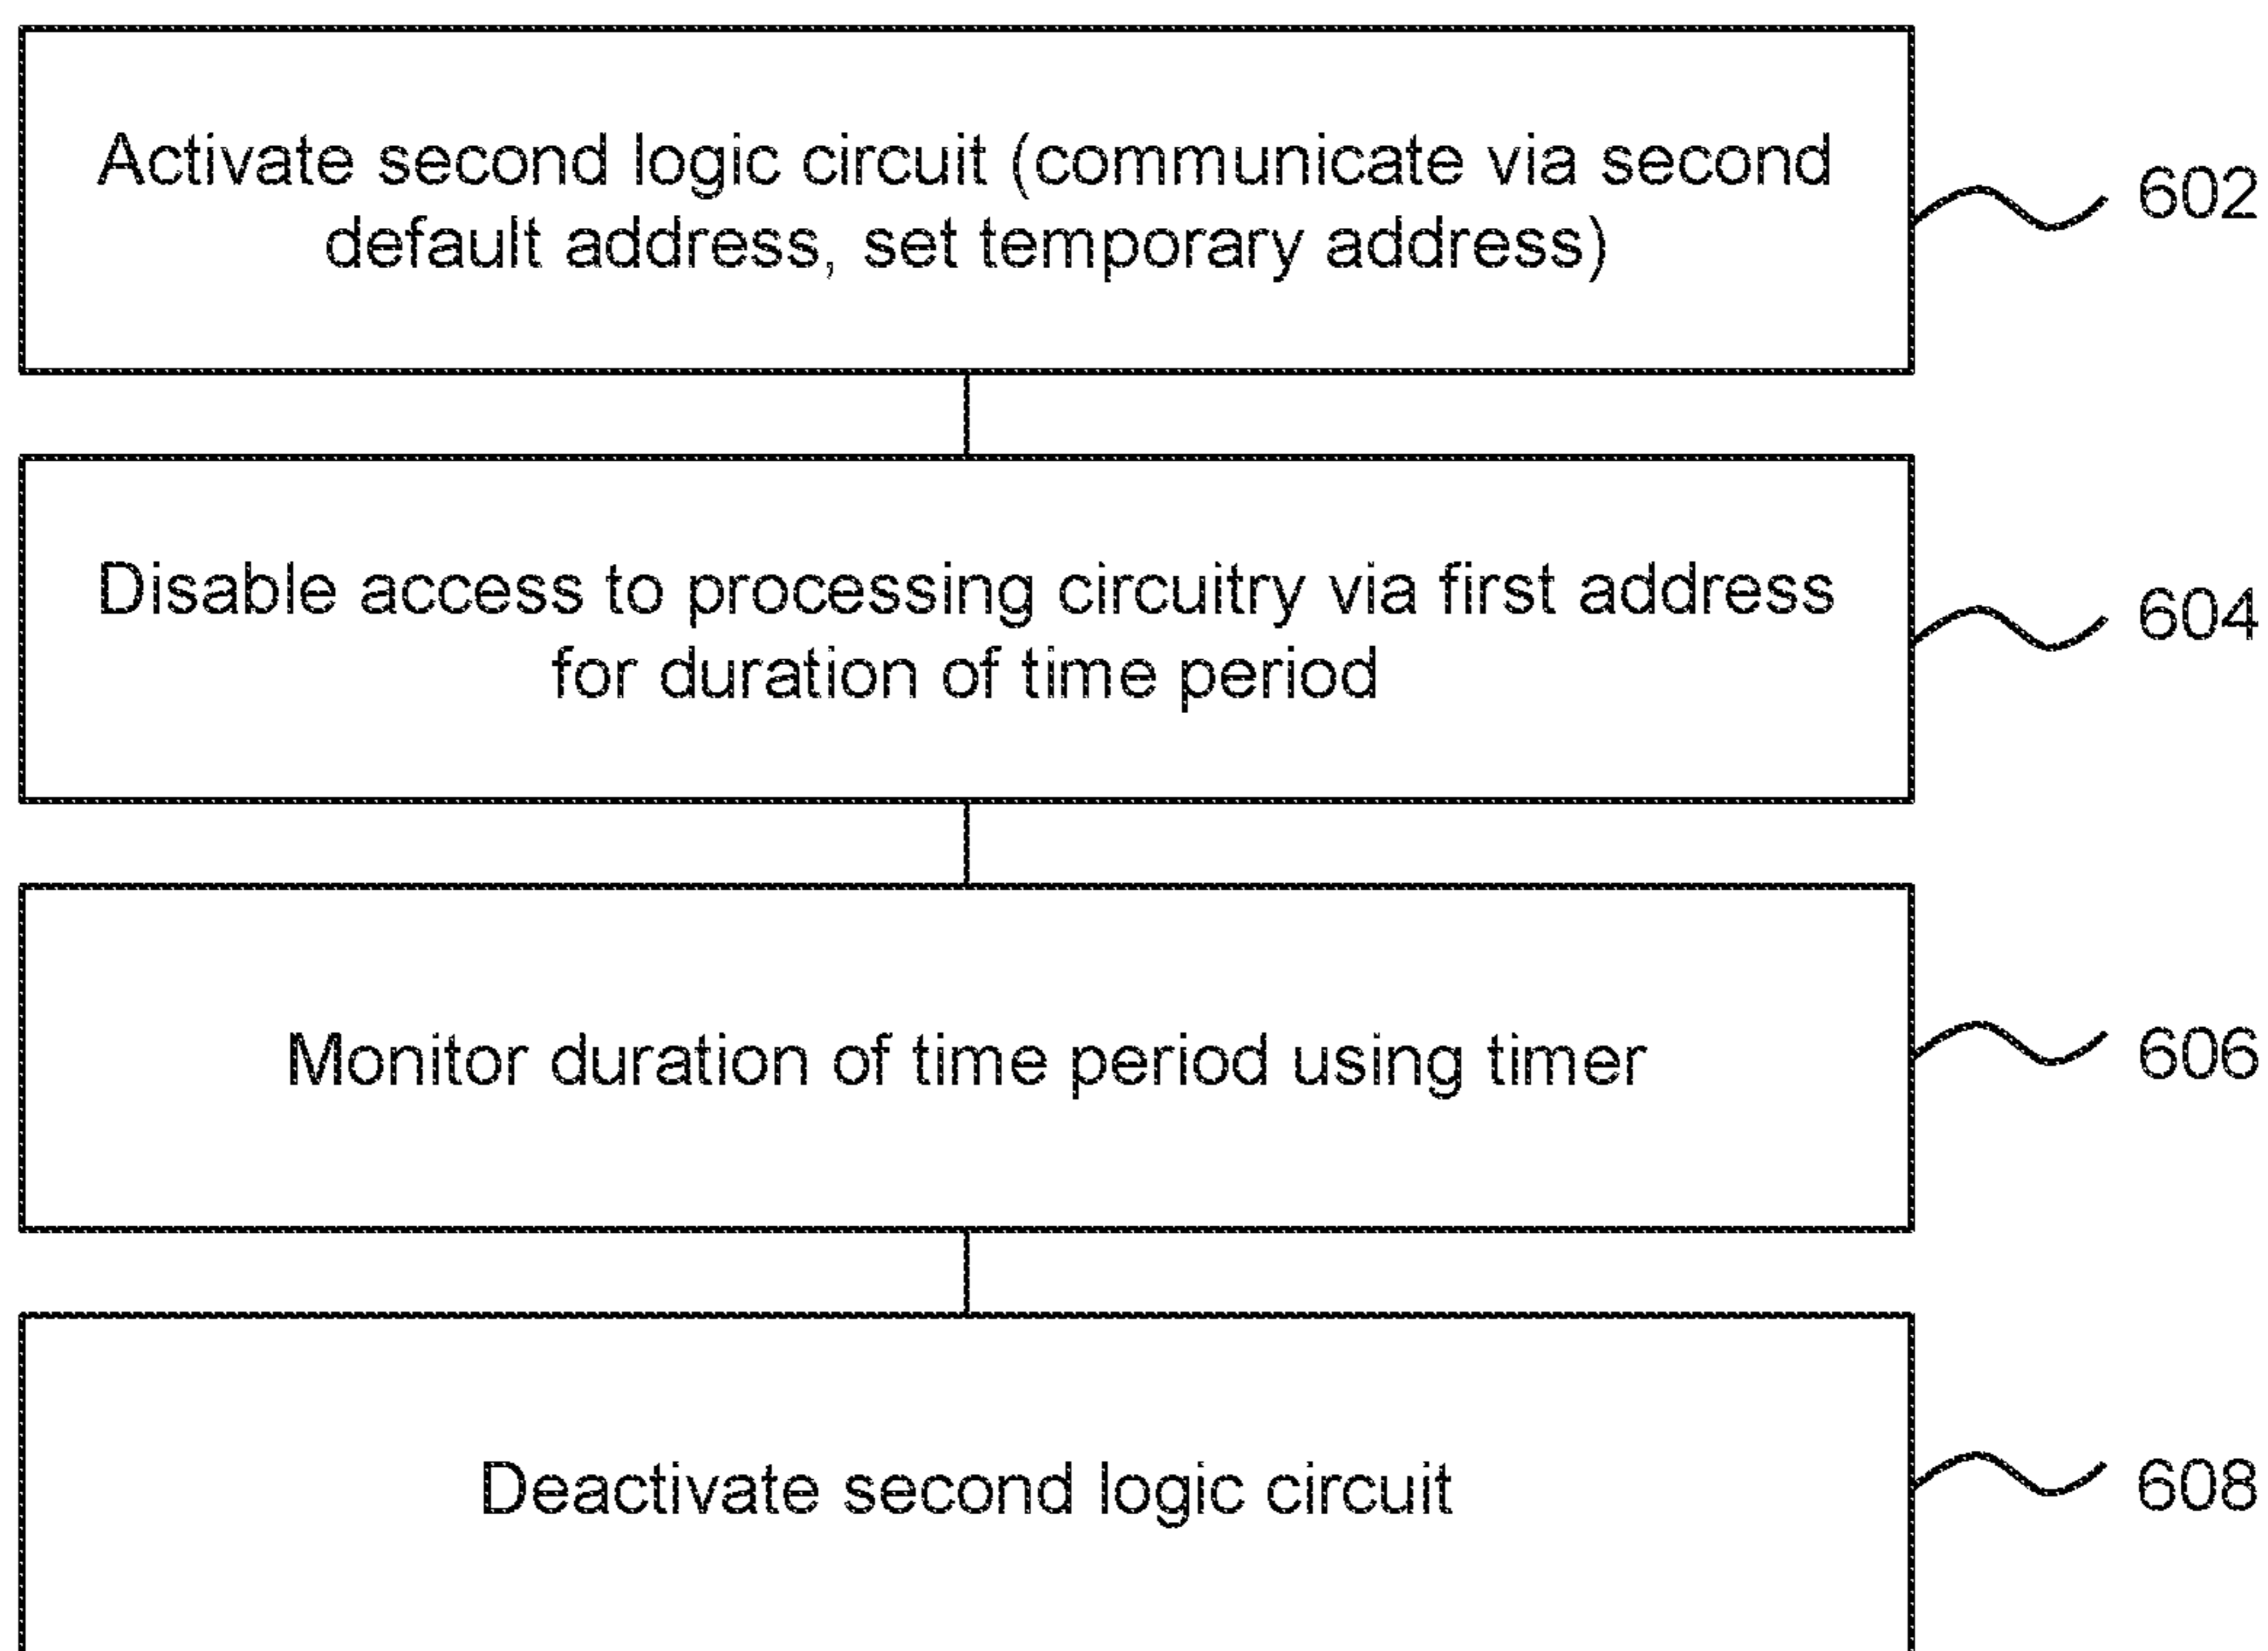 Activate second logic circuit (communicate via second
default address, set temporary address)
602
Disable access to processing circuitry via first address
for duration of time period
604
Monitor duration of time period using timer
606
Deactivate second logic circuit
608